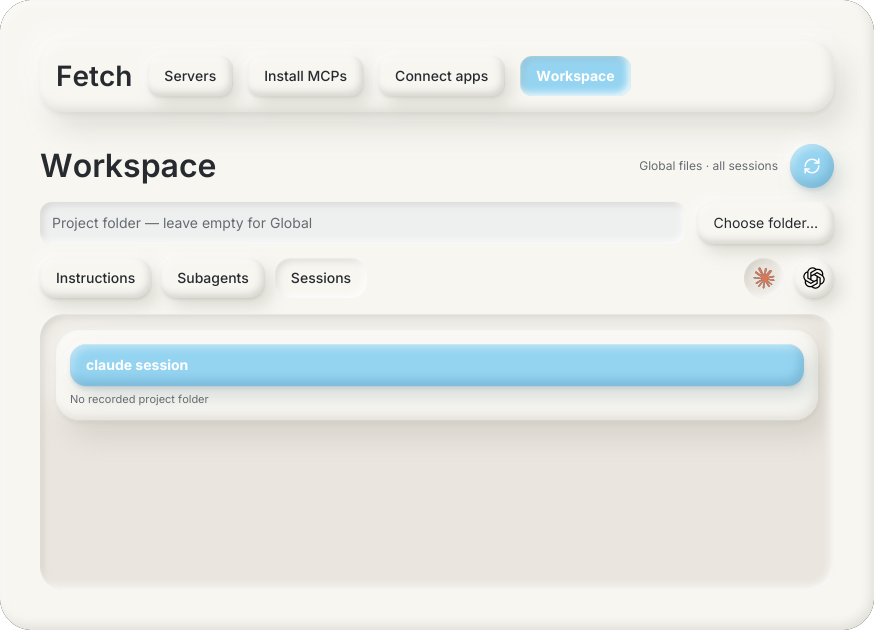 Fetch
Servers
Install MCPs
Connect apps
Workspace
Workspace
Global files · all sessions
Project folder — leave empty for Global
Choose folder...
Instructions
Subagents
Sessions
claude session
No recorded project folder